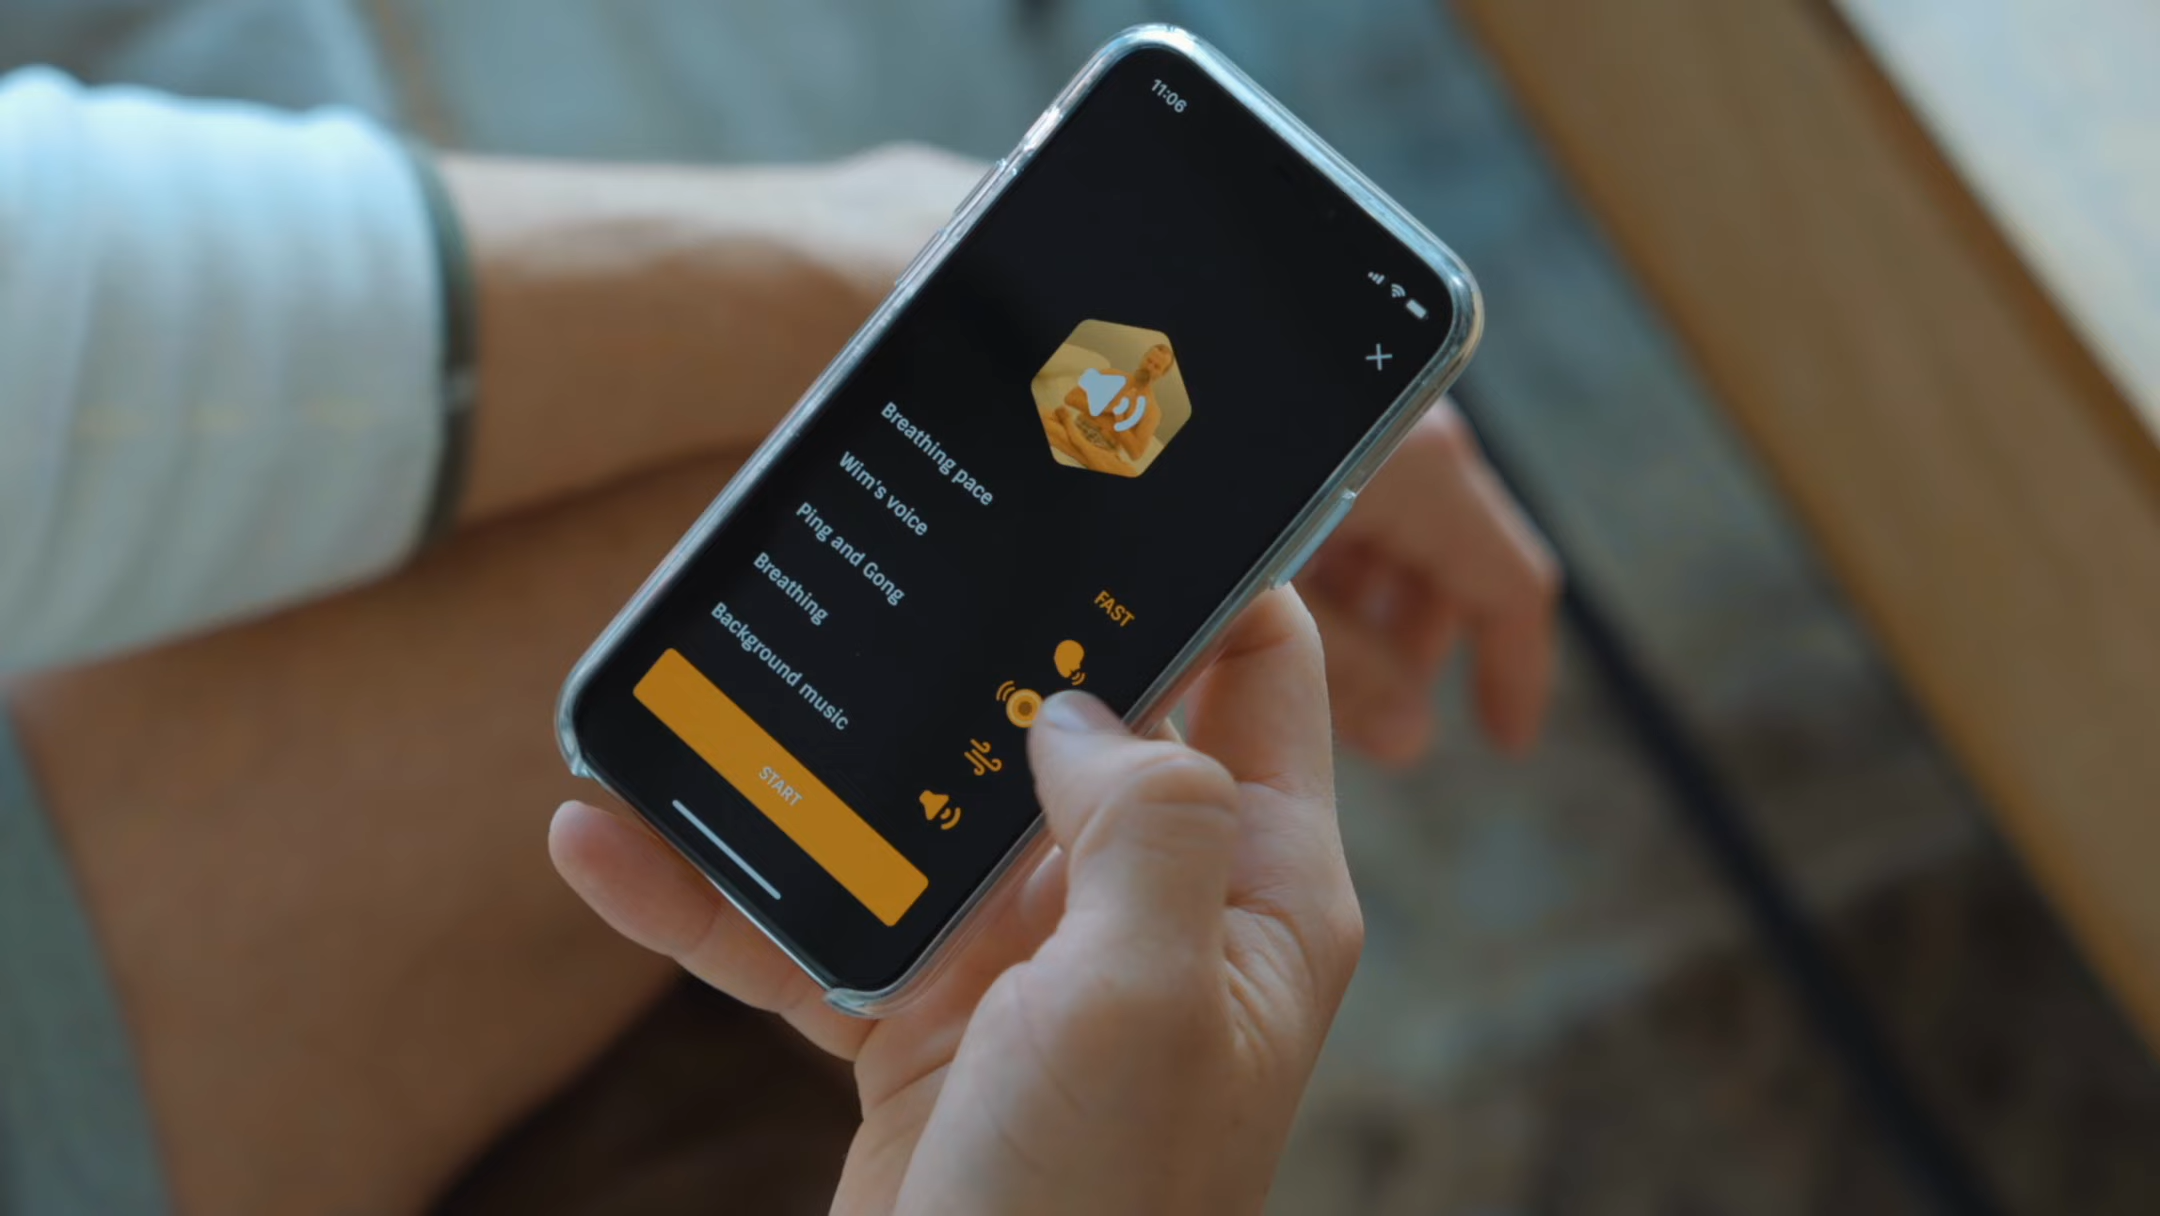 11:06
Breathing pace
FAST
Wim's voice
Ping and Gong
Breathing
Background music
START